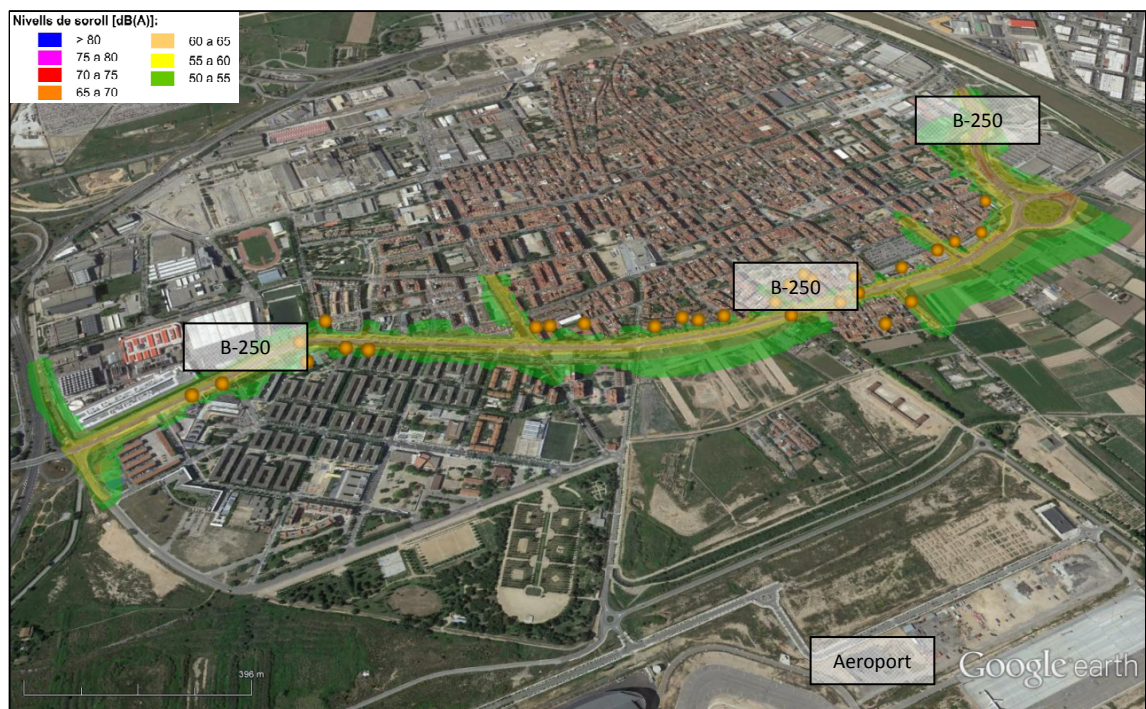 Nivells de soroll [dB(A)]:
> 80
75 a 80
70 a 75
65 a 70
60 a 65
55 a 60
50 a 55
B-250
B-250
B-250
Aeroport
396 m
Google earth